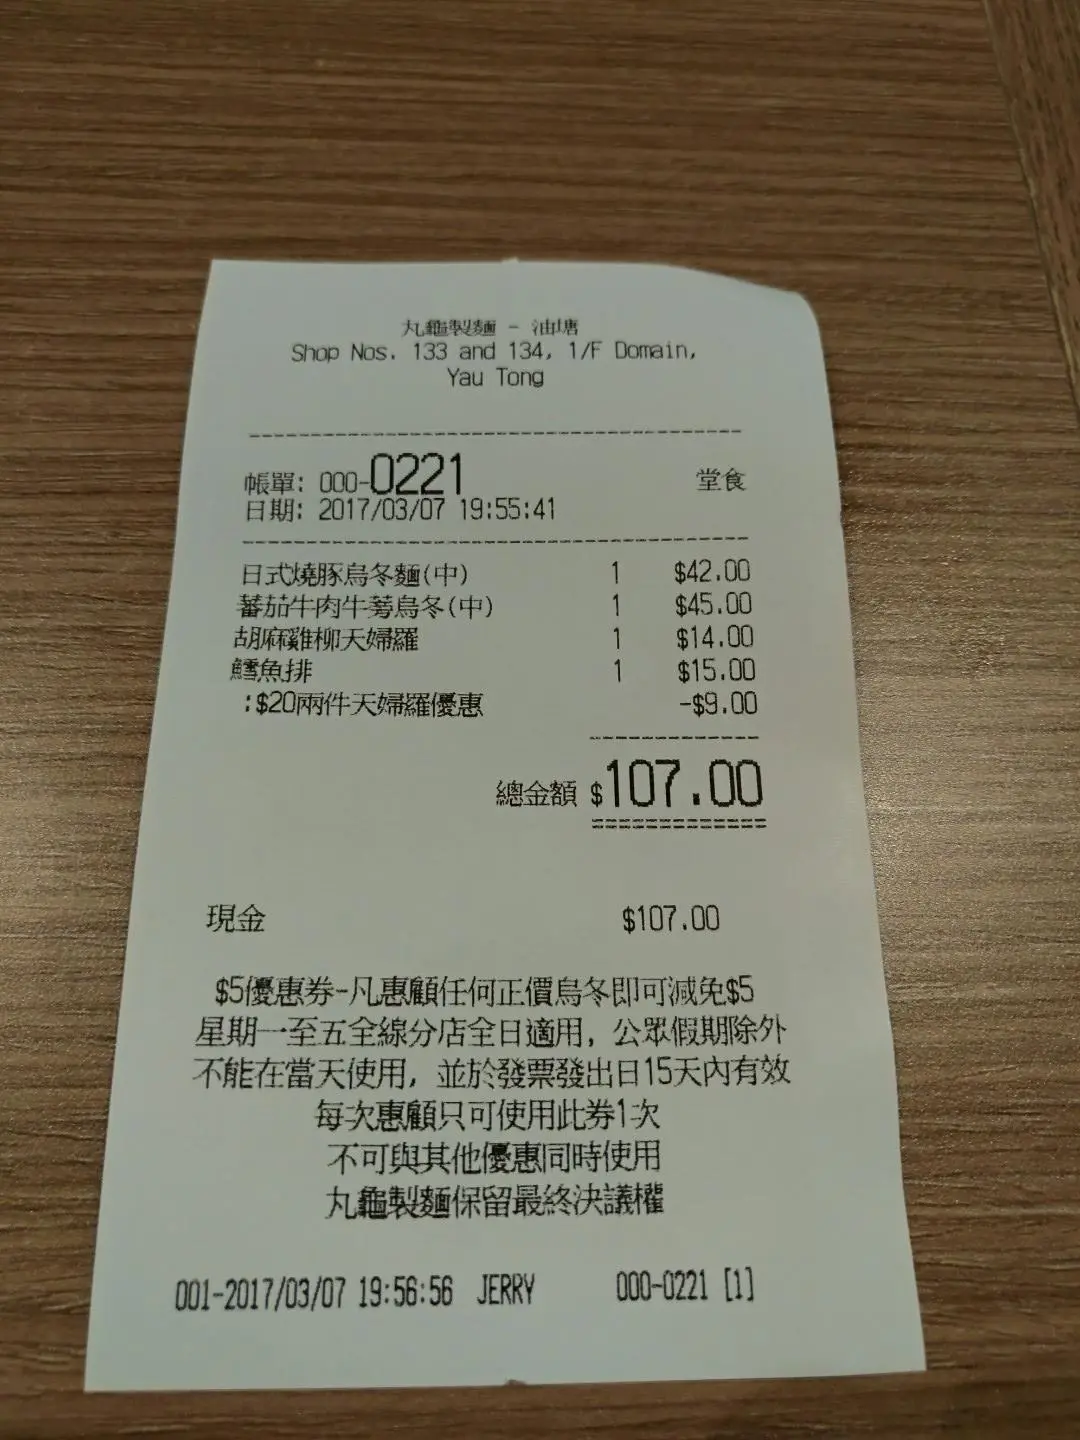 丸龜製麵 - 油塘
Shop Nos. 133 and 134, 1/F Domain,
Yau Tong
帳單: 000-0221 堂食
日期: 2017/03/07 19:55:41
日式燒豚烏冬麵(中) 1 $42.00
蕃茄牛肉牛蒡烏冬(中) 1 $45.00
胡麻雞柳天婦羅 1 $14.00
鱈魚排 1 $15.00
:$20兩件天婦羅優惠 -$9.00
總金額 $107.00
現金 $107.00
$5優惠券-凡惠顧任何正價烏冬即可減免$5
星期一至五全線分店全日適用, 公眾假期除外
不能在當天使用, 並於發票發出日15天內有效
每次惠顧只可使用此券1次
不可與其他優惠同時使用
丸龜製麵保留最終決議權
001-2017/03/07 19:56:56 JERRY 000-0221 [1]